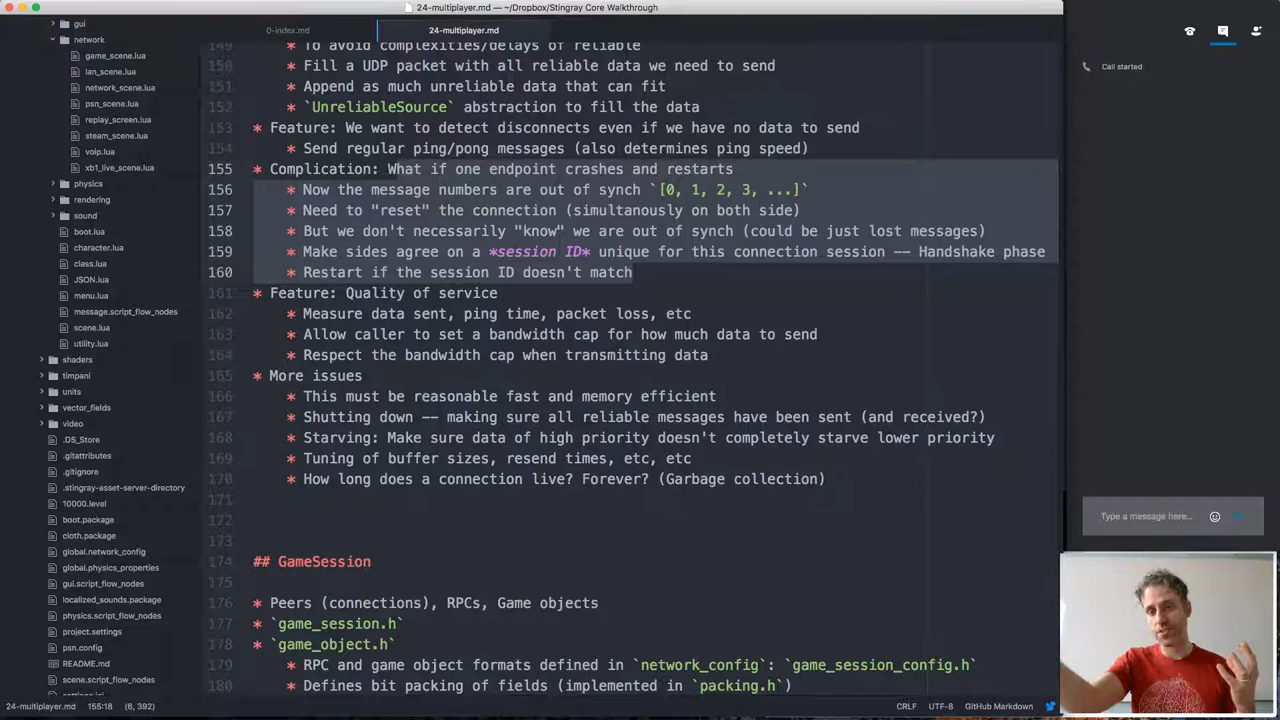 24-multiplayer.md — ~/Dropbox/Stingray Core Walkthrough
0-index.md
24-multiplayer.md
gui
network
game_scene.lua
lan_scene.lua
network_scene.lua
psn_scene.lua
replay_screen.lua
steam_scene.lua
voip.lua
xb1_live_scene.lua
physics
rendering
sound
boot.lua
character.lua
class.lua
JSON.lua
menu.lua
message.script_flow_nodes
scene.lua
utility.lua
shaders
timpani
units
vector_fields
video
.DS_Store
.gitattributes
.gitignore
.stingray-asset-server-directory
10000.level
boot.package
cloth.package
global.network_config
global.physics_properties
gui.script_flow_nodes
localized_sounds.package
physics.script_flow_nodes
project.settings
psn.config
README.md
scene.script_flow_nodes
settings.ini
149 * To avoid complexities/delays of reliable
150 * Fill a UDP packet with all reliable data we need to send
151 * Append as much unreliable data that can fit
152 * `UnreliableSource` abstraction to fill the data
153 * Feature: We want to detect disconnects even if we have no data to send
154 * Send regular ping/pong messages (also determines ping speed)
155 * Complication: What if one endpoint crashes and restarts
156 * Now the message numbers are out of synch `[0, 1, 2, 3, ...]`
157 * Need to "reset" the connection (simultanously on both side)
158 * But we don't necessarily "know" we are out of synch (could be just lost messages)
159 * Make sides agree on a *session ID* unique for this connection session -- Handshake phase
160 * Restart if the session ID doesn't match
161 * Feature: Quality of service
162 * Measure data sent, ping time, packet loss, etc
163 * Allow caller to set a bandwidth cap for how much data to send
164 * Respect the bandwidth cap when transmitting data
165 * More issues
166 * This must be reasonable fast and memory efficient
167 * Shutting down -- making sure all reliable messages have been sent (and received?)
168 * Starving: Make sure data of high priority doesn't completely starve lower priority
169 * Tuning of buffer sizes, resend times, etc, etc
170 * How long does a connection live? Forever? (Garbage collection)
171
172
173
174 ## GameSession
175
176 * Peers (connections), RPCs, Game objects
177 * `game_session.h`
178 * `game_object.h`
179 * RPC and game object formats defined in `network_config`: `game_session_config.h`
180 * Defines bit packing of fields (implemented in `packing.h`)
24-multiplayer.md 155:18 (6, 392)
CRLF UTF-8 GitHub Markdown
Call started
Type a message here...